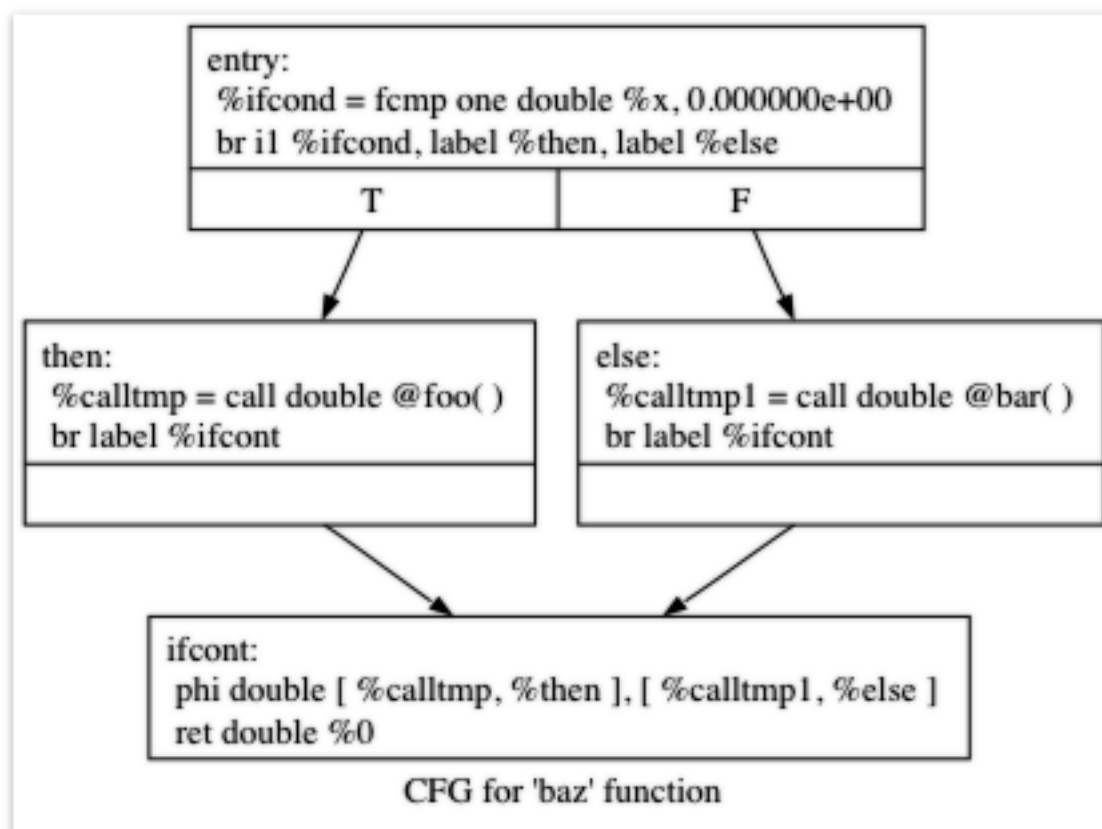 entry:
%ifcond = fcmp one double %x, 0.000000e+00
br i1 %ifcond, label %then, label %else
T
F
then:
%calltmp = call double @foo( )
br label %ifcont
else:
%calltmp1 = call double @bar( )
br label %ifcont
ifcont:
phi double [ %calltmp, %then ], [ %calltmp1, %else ]
ret double %0
CFG for 'baz' function